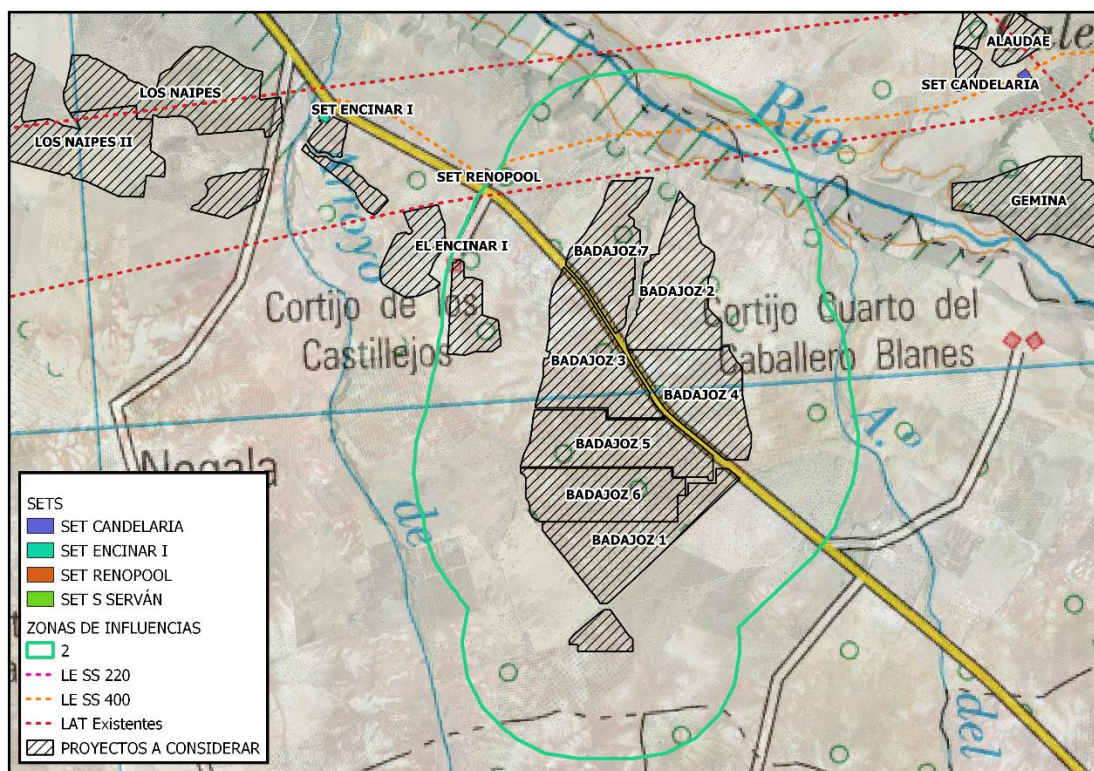 Cale
ALAUDAE
LOS NAIPES
SET CANDELARIA
SET ENCINAR I
Río
LOS NAIPES II
Arroyo
SET RENOPOOL
GEMINA
EL ENCINAR I
BADAJOZ 7
BADAJOZ 2
Cortijo de los
Castillejos
Cortijo Cuarto del
Caballero Blanes
BADAJOZ 3
BADAJOZ 4
A.º
BADAJOZ 5
Nogala
BADAJOZ 6
de
BADAJOZ 1
del
SETS
SET CANDELARIA
SET ENCINAR I
SET RENOPOOL
SET S SERVÁN
ZONAS DE INFLUENCIAS
2
LE SS 220
LE SS 400
LAT Existentes
PROYECTOS A CONSIDERAR